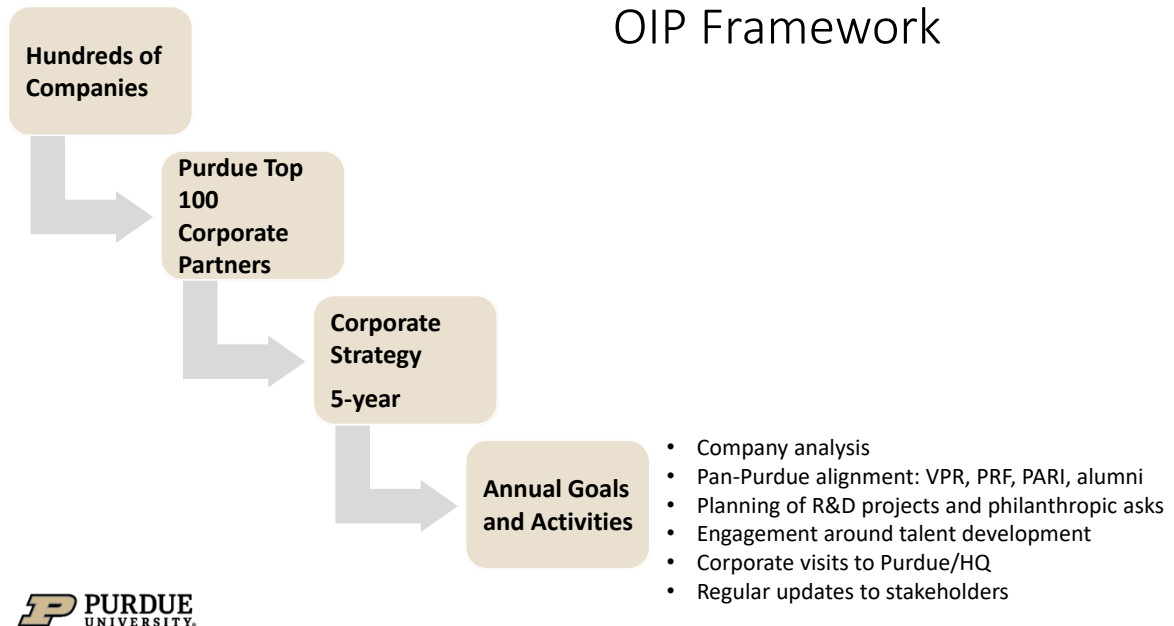 OIP Framework
Hundreds of
Companies
Purdue Top
100
Corporate
Partners
Corporate
Strategy
5-year
Annual Goals
and Activities
• Company analysis
• Pan-Purdue alignment: VPR, PRF, PARI, alumni
• Planning of R&D projects and philanthropic asks
• Engagement around talent development
• Corporate visits to Purdue/HQ
• Regular updates to stakeholders
PURDUE
UNIVERSITY®